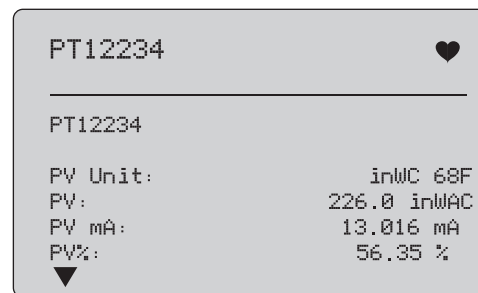 PT12234
PT12234
PV Unit: inWC 68F
PV: 226.0 inWAC
PV mA: 13.016 mA
PV%: 56.35 %